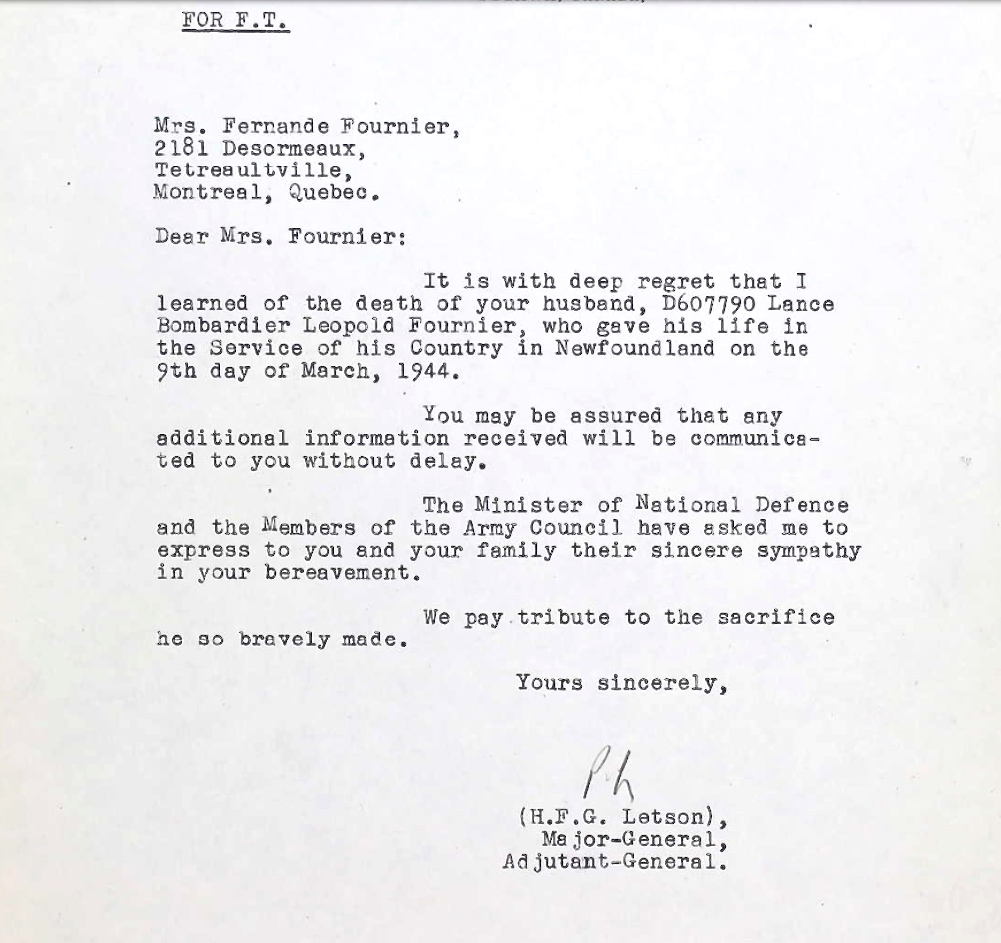 FOR F.T.
Mrs. Fernande Fournier,
2181 Desormeaux,
Tetreaultville,
Montreal, Quebec.
Dear Mrs. Fournier:
It is with deep regret that I
learned of the death of your husband, D607790 Lance
Bombardier Leopold Fournier, who gave his life in
the Service of his Country in Newfoundland on the
9th day of March, 1944.
You may be assured that any
additional information received will be communica-
ted to you without delay.
The Minister of National Defence
and the Members of the Army Council have asked me to
express to you and your family their sincere sympathy
in your bereavement.
We pay tribute to the sacrifice
he so bravely made.
Yours sincerely,
(H.F.G. Letson),
Major-General,
Adjutant-General.